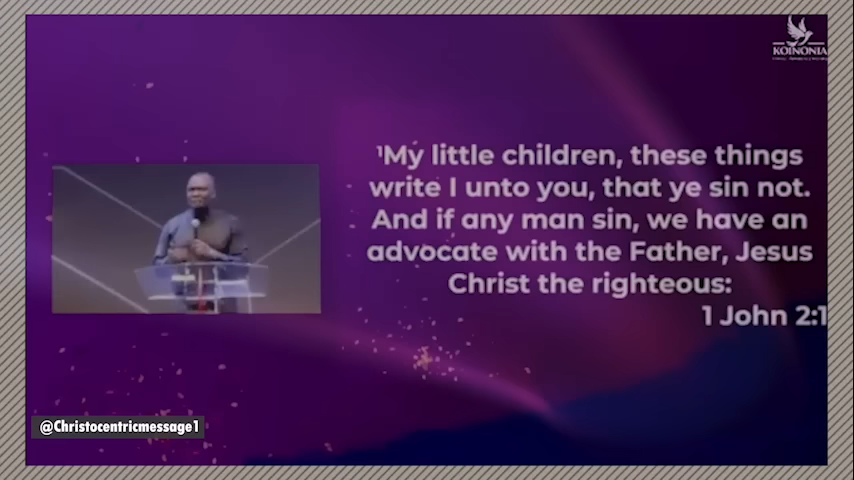 KOINONIA
¹My little children, these things
write I unto you, that ye sin not.
And if any man sin, we have an
advocate with the Father, Jesus
Christ the righteous:
1 John 2:1
@Christocentricmessage1